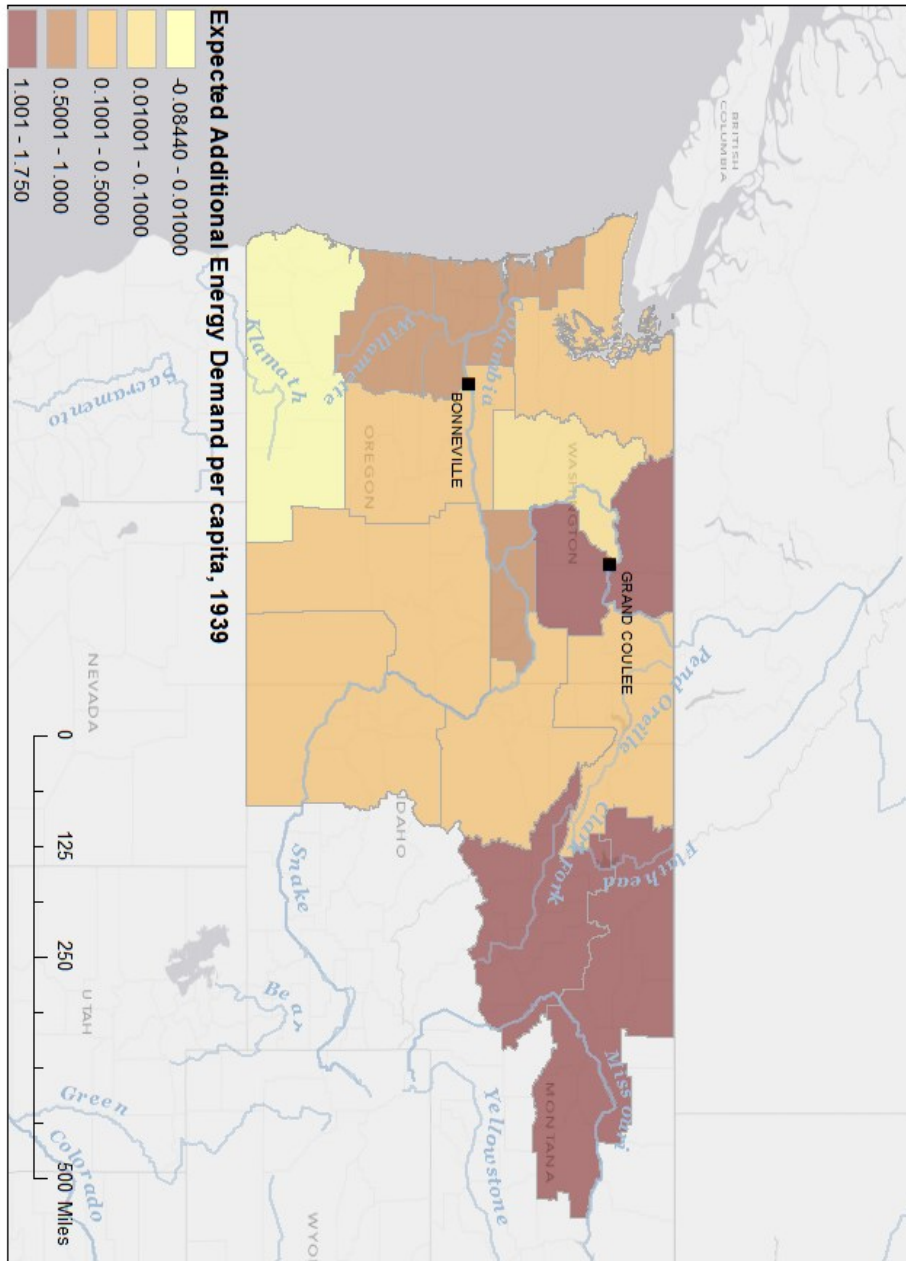 BRITISH
COLUMBIA
Pend Oreille
Flathead
GRAND COULEE
WASHINGTON
Clark Fork
Missouri
Columbia
BONNEVILLE
MONTANA
Willamette
OREGON
IDAHO
Yellowstone
Klamath
Snake
Sacramento
Bear
NEVADA
UTAH
Green
Colorado
WYO
Expected Additional Energy Demand per capita, 1939
-0.08440 - 0.01000
0.01001 - 0.1000
0.1001 - 0.5000
0.5001 - 1.000
1.001 - 1.750
0 125 250 500 Miles